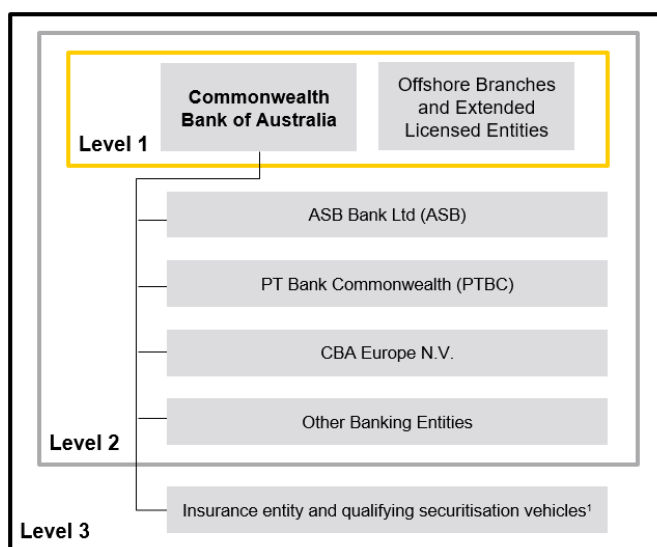 Commonwealth
Bank of Australia
Offshore Branches
and Extended
Licensed Entities
Level 1
ASB Bank Ltd (ASB)
PT Bank Commonwealth (PTBC)
CBA Europe N.V.
Other Banking Entities
Level 2
Insurance entity and qualifying securitisation vehicles¹
Level 3